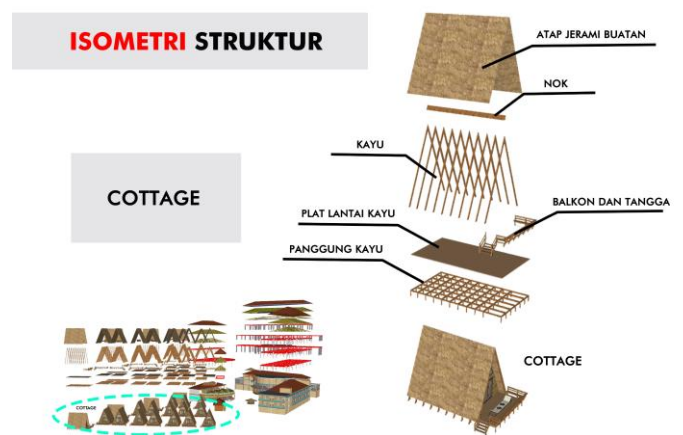 ISOMETRI STRUKTUR
ATAP JERAMI BUATAN
NOK
KAYU
COTTAGE
BALKON DAN TANGGA
PLAT LANTAI KAYU
PANGGUNG KAYU
COTTAGE
COTTAGE